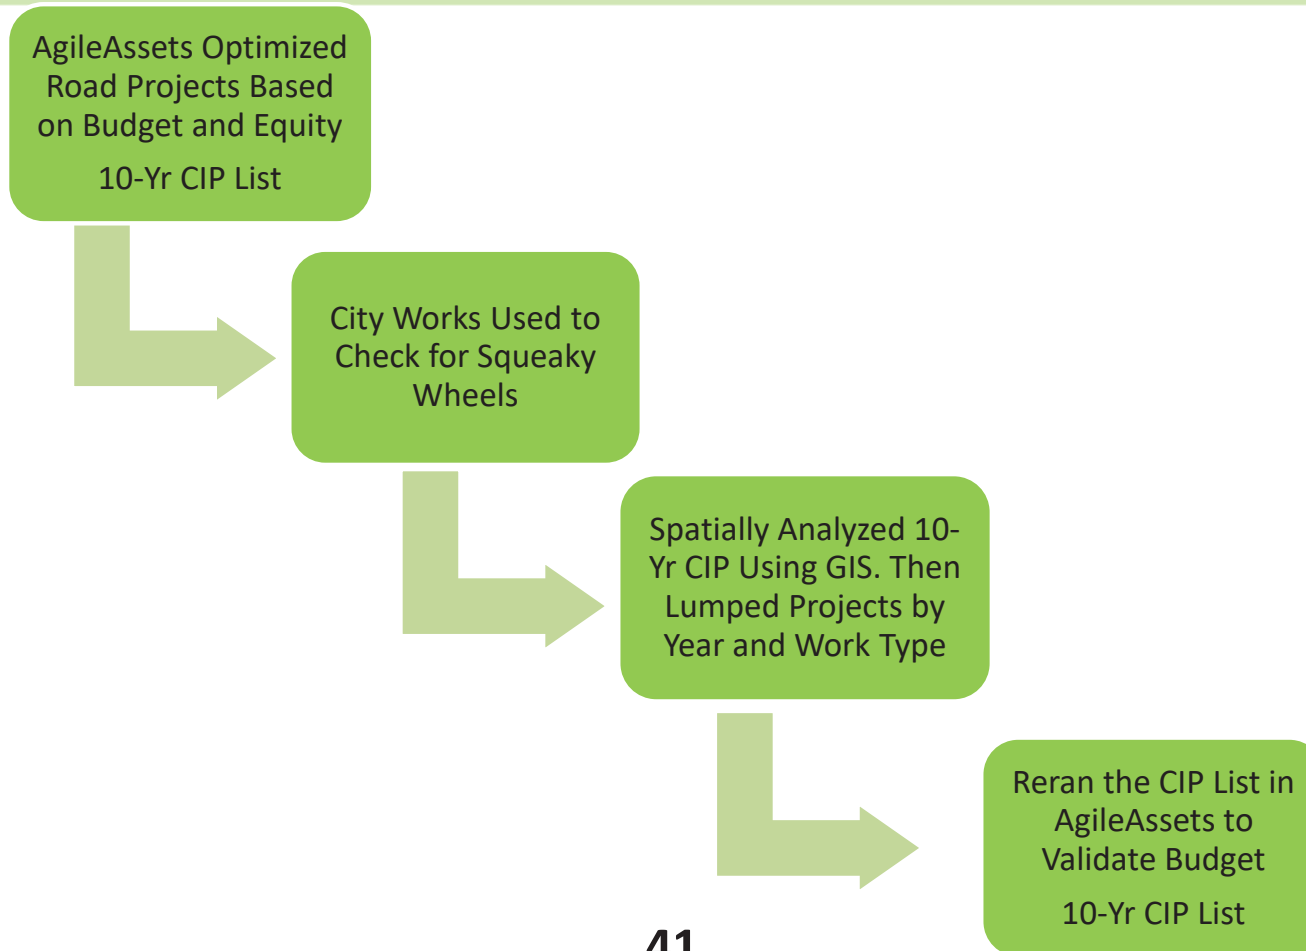 AgileAssets Optimized
Road Projects Based
on Budget and Equity
10-Yr CIP List
City Works Used to
Check for Squeaky
Wheels
Spatially Analyzed 10-
Yr CIP Using GIS. Then
Lumped Projects by
Year and Work Type
Reran the CIP List in
AgileAssets to
Validate Budget
10-Yr CIP List
41